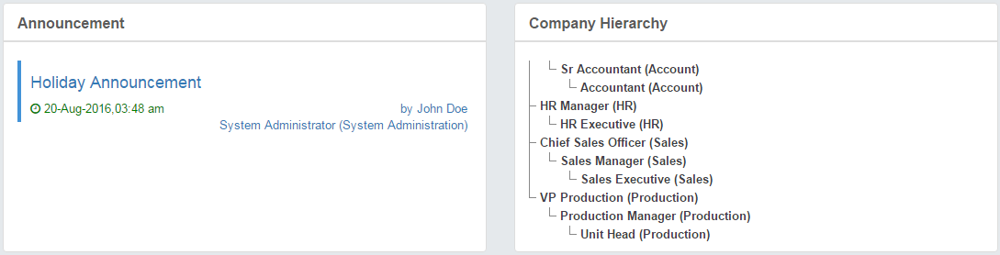 Announcement
Holiday Announcement
20-Aug-2016,03:48 am
by John Doe
System Administrator (System Administration)
Company Hierarchy
Sr Accountant (Account)
Accountant (Account)
HR Manager (HR)
HR Executive (HR)
Chief Sales Officer (Sales)
Sales Manager (Sales)
Sales Executive (Sales)
VP Production (Production)
Production Manager (Production)
Unit Head (Production)